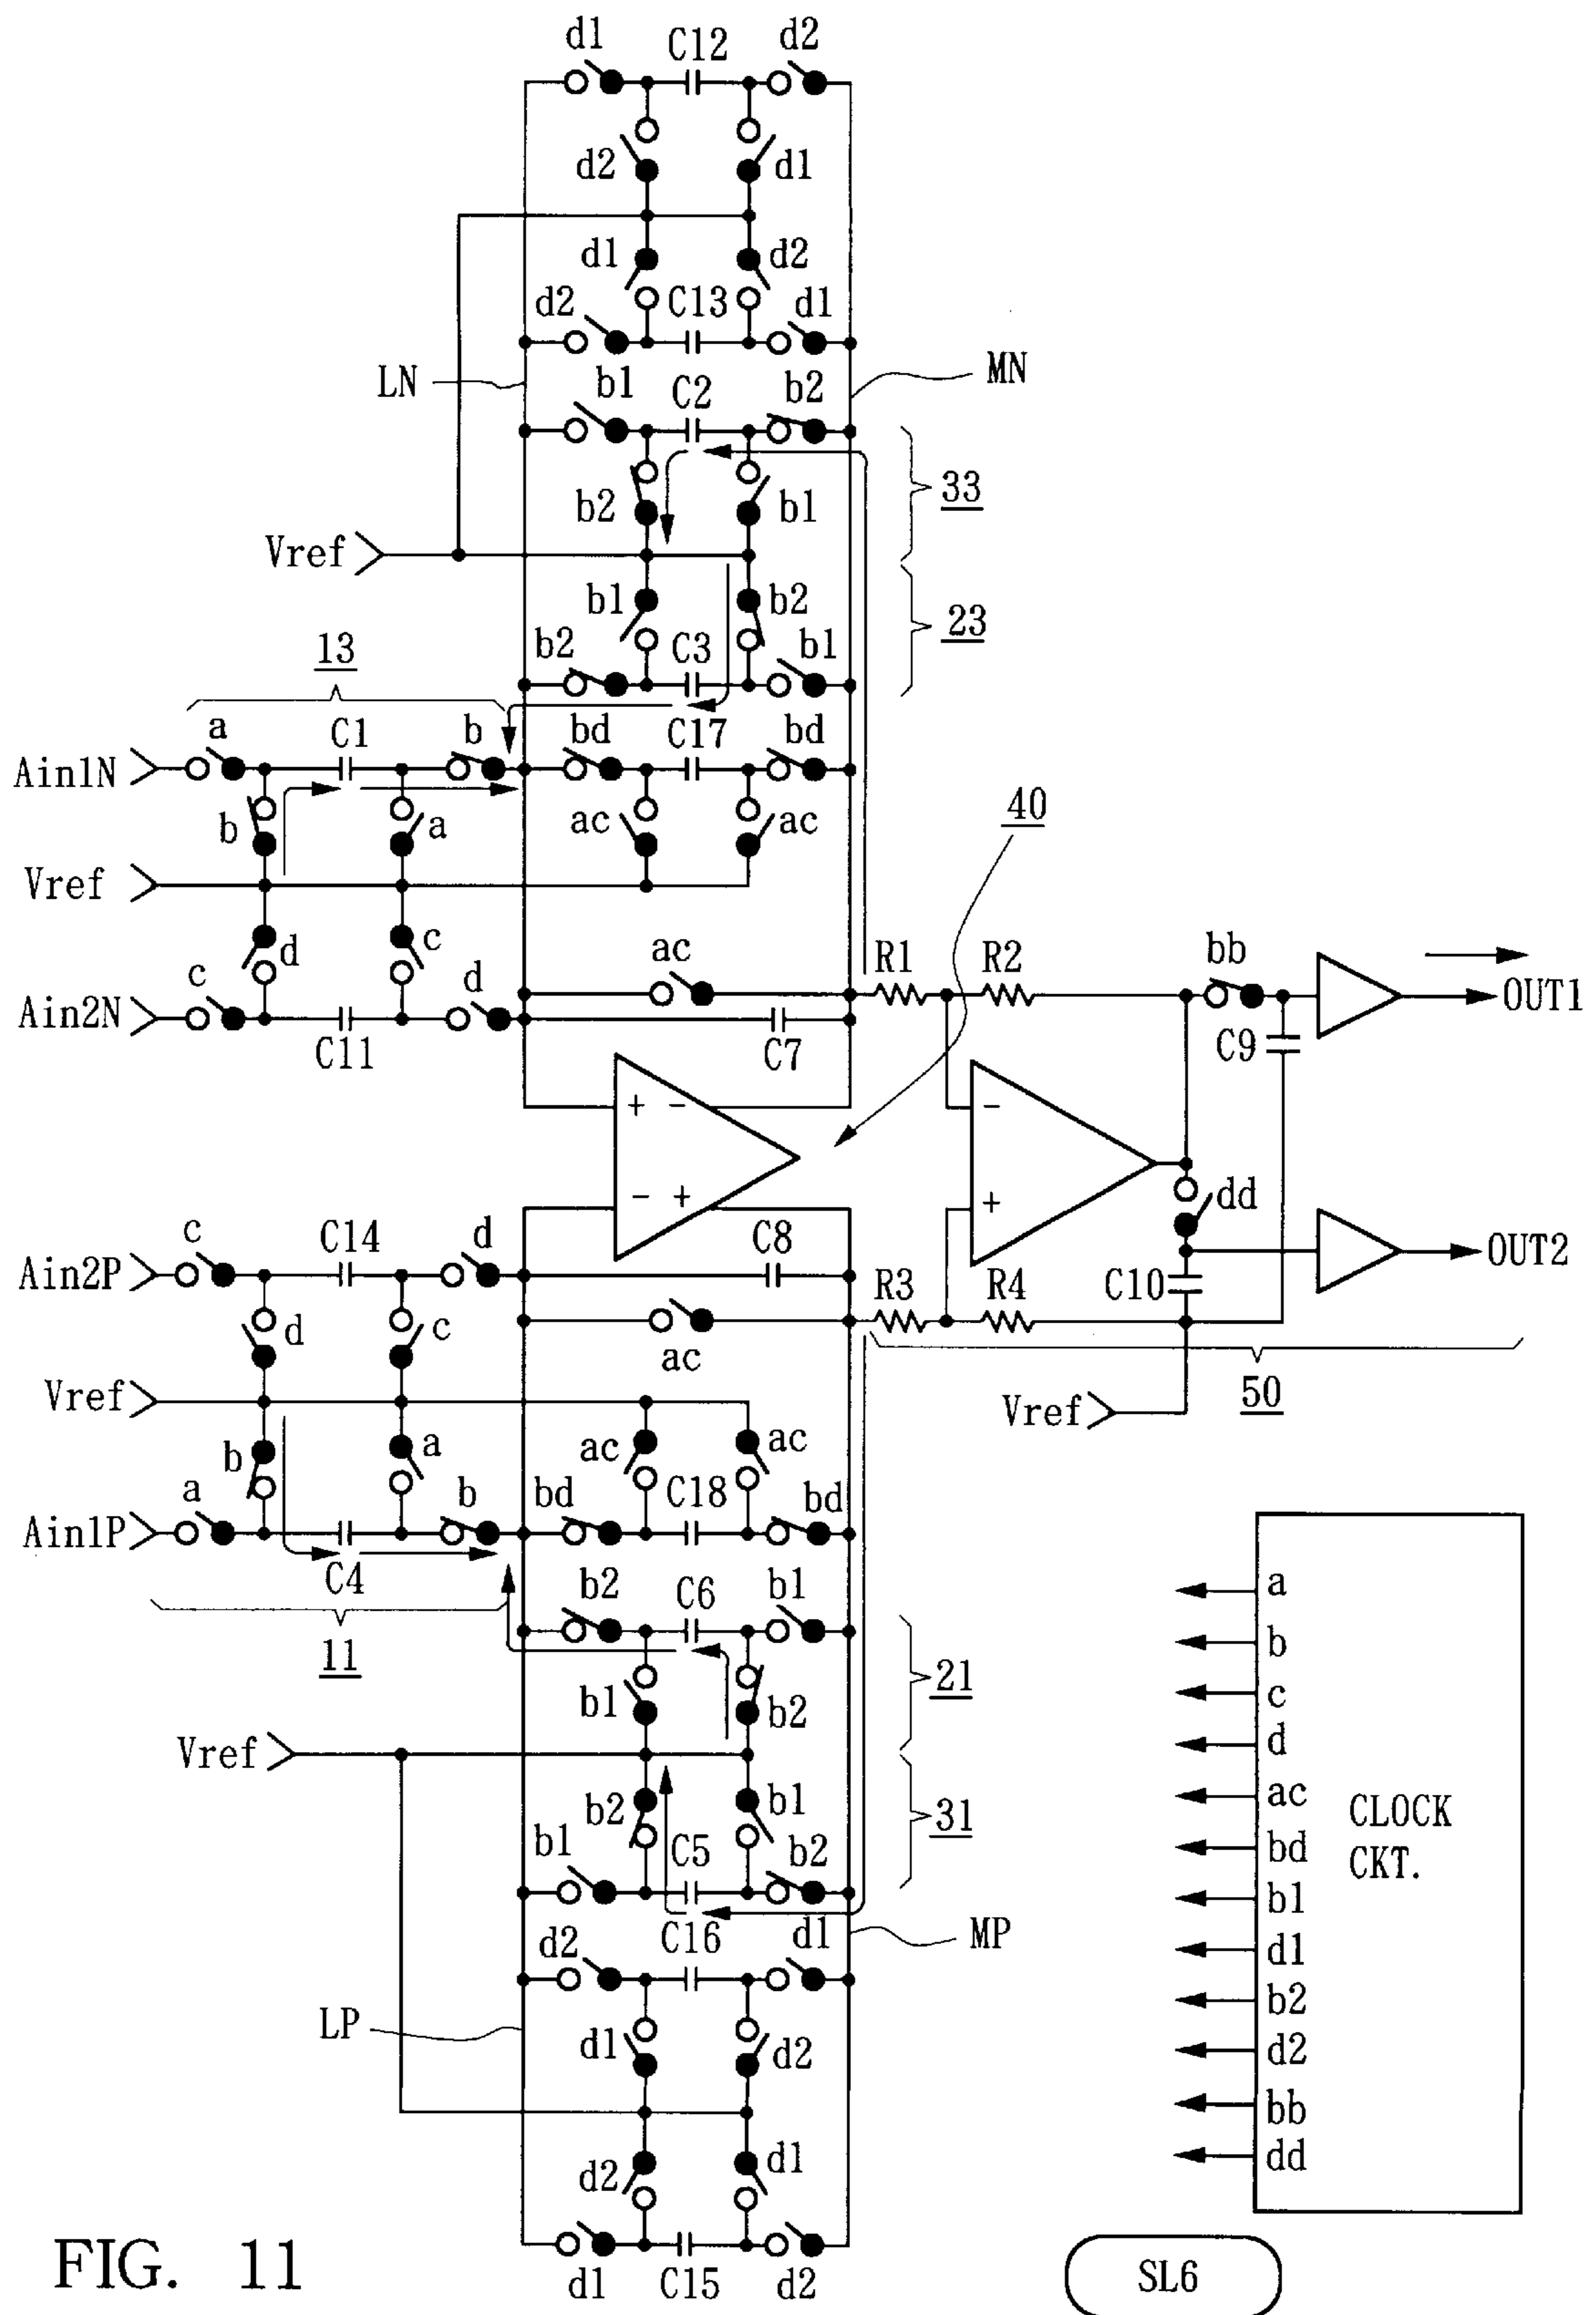 d1 C12 d2
d2 d1
d1 d2
d2 C13 d1
LN MN
b1 C2 b2
b2 b1
33
Vref
b1 b2
23
b2 C3 b1
13
a C1 b bd C17 bd
Ain1N
b a ac ac
40
Vref
d c
ac R1 R2 bb
c d
OUT1
Ain2N
C11 C7 C9
+ -
-
- + +
dd
c C14 d C8
Ain2P OUT2
C10
R3 R4
d c
ac
Vref
Vref 50
b a ac ac
a b bd C18 bd
Ain1P
C4
b2 C6 b1
11
21
b1 b2
Vref
b2 b1
31
b1 C5 b2
C16
d2 d1
MP
LP
d1 d2
d2 d1
d1 C15 d2
a
b
c
d
ac
bd
b1
d1
b2
d2
bb
dd
CLOCK
CKT.
FIG. 11
SL6